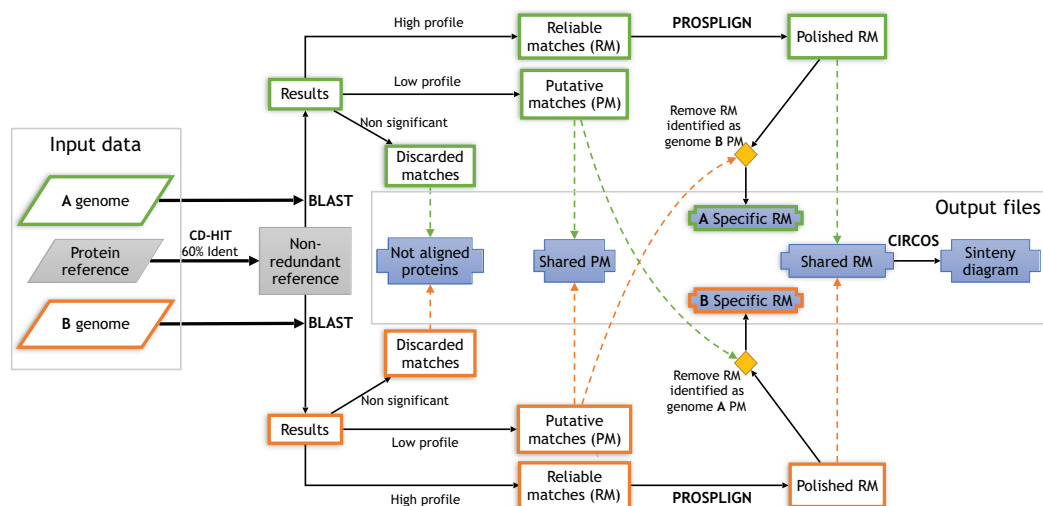 High profile
Reliable
matches (RM)
PROSPLIGN
Polished RM
Results
Low profile
Putative
matches (PM)
Non significant
Remove RM
identified as
genome B PM
Discarded
matches
Input data
A genome
BLAST
A Specific RM
Output files
CD-HIT
60% Ident
Protein
reference
Non-
redundant
reference
Not aligned
proteins
Shared PM
Shared RM
CIRCOS
Sinteny
diagram
B Specific RM
B genome
BLAST
Discarded
matches
Remove RM
identified as
genome A PM
Non significant
Results
Low profile
Putative
matches (PM)
High profile
Reliable
matches (RM)
PROSPLIGN
Polished RM